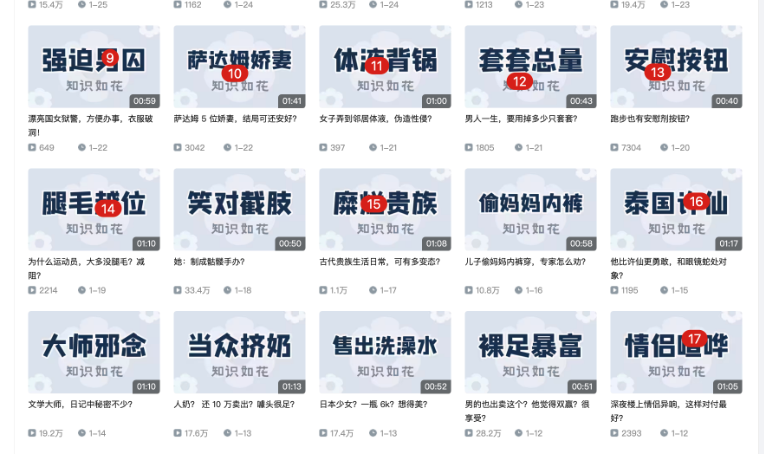 15.4万 1-25
1162 1-24
25.3万 1-24
1213 1-23
19.4万 1-23
强迫男囚
9
知识如花
00:59
漂亮国女狱警，方便办事，衣服破
洞！
649 1-22
萨达姆娇妻
10
知识如花
01:41
萨达姆 5 位娇妻，结局可还安好？
3042 1-22
体液背锅
11
知识如花
01:00
女子弄到邻居体液，伪造性侵？
397 1-21
套套总量
12
知识如花
00:43
男人一生，要用掉多少只套套？
1805 1-21
安慰按钮
13
知识如花
00:40
跑步也有安慰剂按钮？
7304 1-20
腿毛越位
14
知识如花
01:10
为什么运动员，大多没腿毛？减
阻？
2214 1-19
笑对截肢
知识如花
00:50
她：制成骷髅手办？
33.4万 1-18
糜烂贵族
15
知识如花
01:08
古代贵族生活日常，可有多变态？
1.1万 1-17
偷妈妈内裤
知识如花
00:58
儿子偷妈妈内裤穿，专家怎么劝？
10.8万 1-16
泰国许仙
16
知识如花
01:17
他比许仙更勇敢，和眼镜蛇处对
象？
1195 1-15
大师邪念
知识如花
01:10
文学大师，日记中秘密不少？
19.2万 1-14
当众挤奶
知识如花
01:13
人奶？ 还 10 万卖出？噱头很足？
17.6万 1-13
售出洗澡水
知识如花
00:52
日本少女？一瓶 6k？想得美？
17.4万 1-13
裸足暴富
知识如花
00:51
男的也出卖这个？他觉得双赢？很
享受？
28.2万 1-12
情侣喧哗
17
知识如花
01:05
深夜楼上情侣异响，这样对付最
好？
2393 1-12